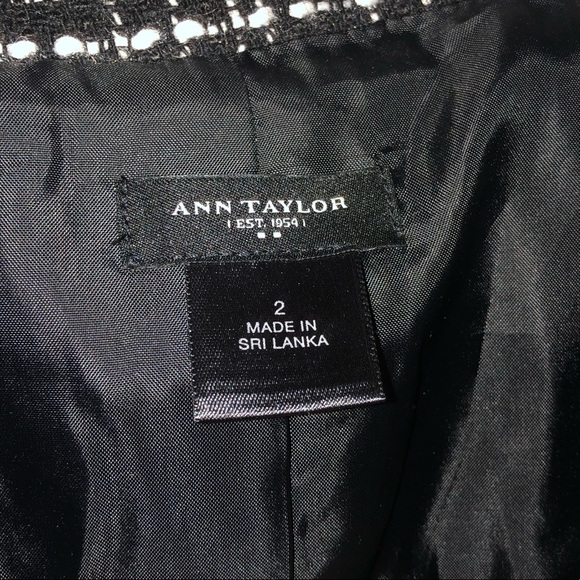 ANN TAYLOR
EST. 1954
2
MADE IN
SRI LANKA